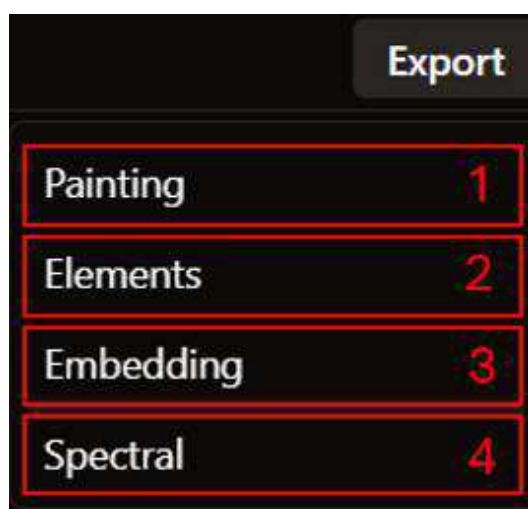 Export
Painting 1
Elements 2
Embedding 3
Spectral 4